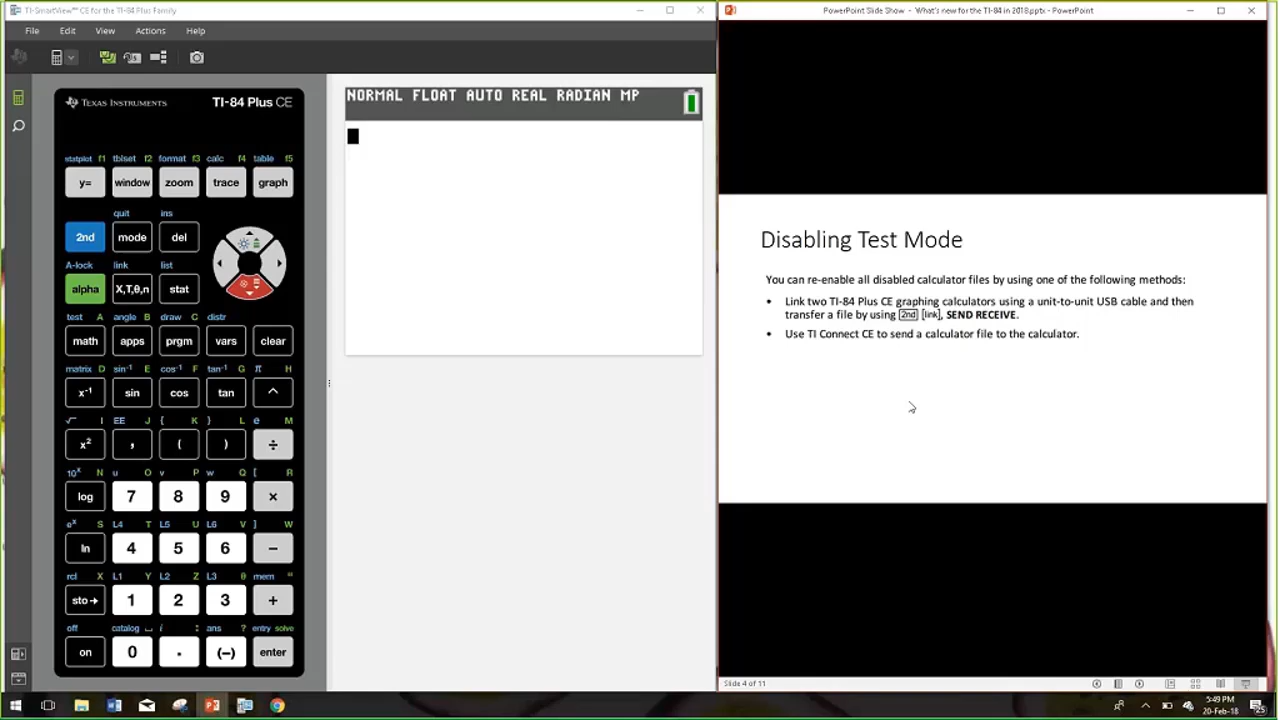 TI-SmartView™ CE for the TI-84 Plus Family
File Edit View Actions Help
TEXAS INSTRUMENTS TI-84 Plus CE
statplot f1 tblset f2 format f3 calc f4 table f5
y= window zoom trace graph
quit ins
2nd mode del
A-lock link list
alpha X,T,θ,n stat
test A angle B draw C distr
math apps prgm vars clear
matrix D sin⁻¹ E cos⁻¹ F tan⁻¹ G π H
x⁻¹ sin cos tan ^
√ I EE J { K } L e M
x² , ( ) ÷
10ˣ N u O v P w Q [ R
log 7 8 9 ×
eˣ S L4 T L5 U L6 V ] W
ln 4 5 6 −
rcl X L1 Y L2 Z L3 θ mem "
sto→ 1 2 3 +
off catalog ⎵ i : ans ? entry solve
on 0 . (−) enter
NORMAL FLOAT AUTO REAL RADIAN MP
PowerPoint Slide Show - What's new for the TI-84 in 2018.pptx - PowerPoint
Disabling Test Mode
You can re-enable all disabled calculator files by using one of the following methods:
• Link two TI-84 Plus CE graphing calculators using a unit-to-unit USB cable and then
transfer a file by using 2nd [link], SEND RECEIVE.
• Use TI Connect CE to send a calculator file to the calculator.
Slide 4 of 11
5:49 PM
20-Feb-18
25